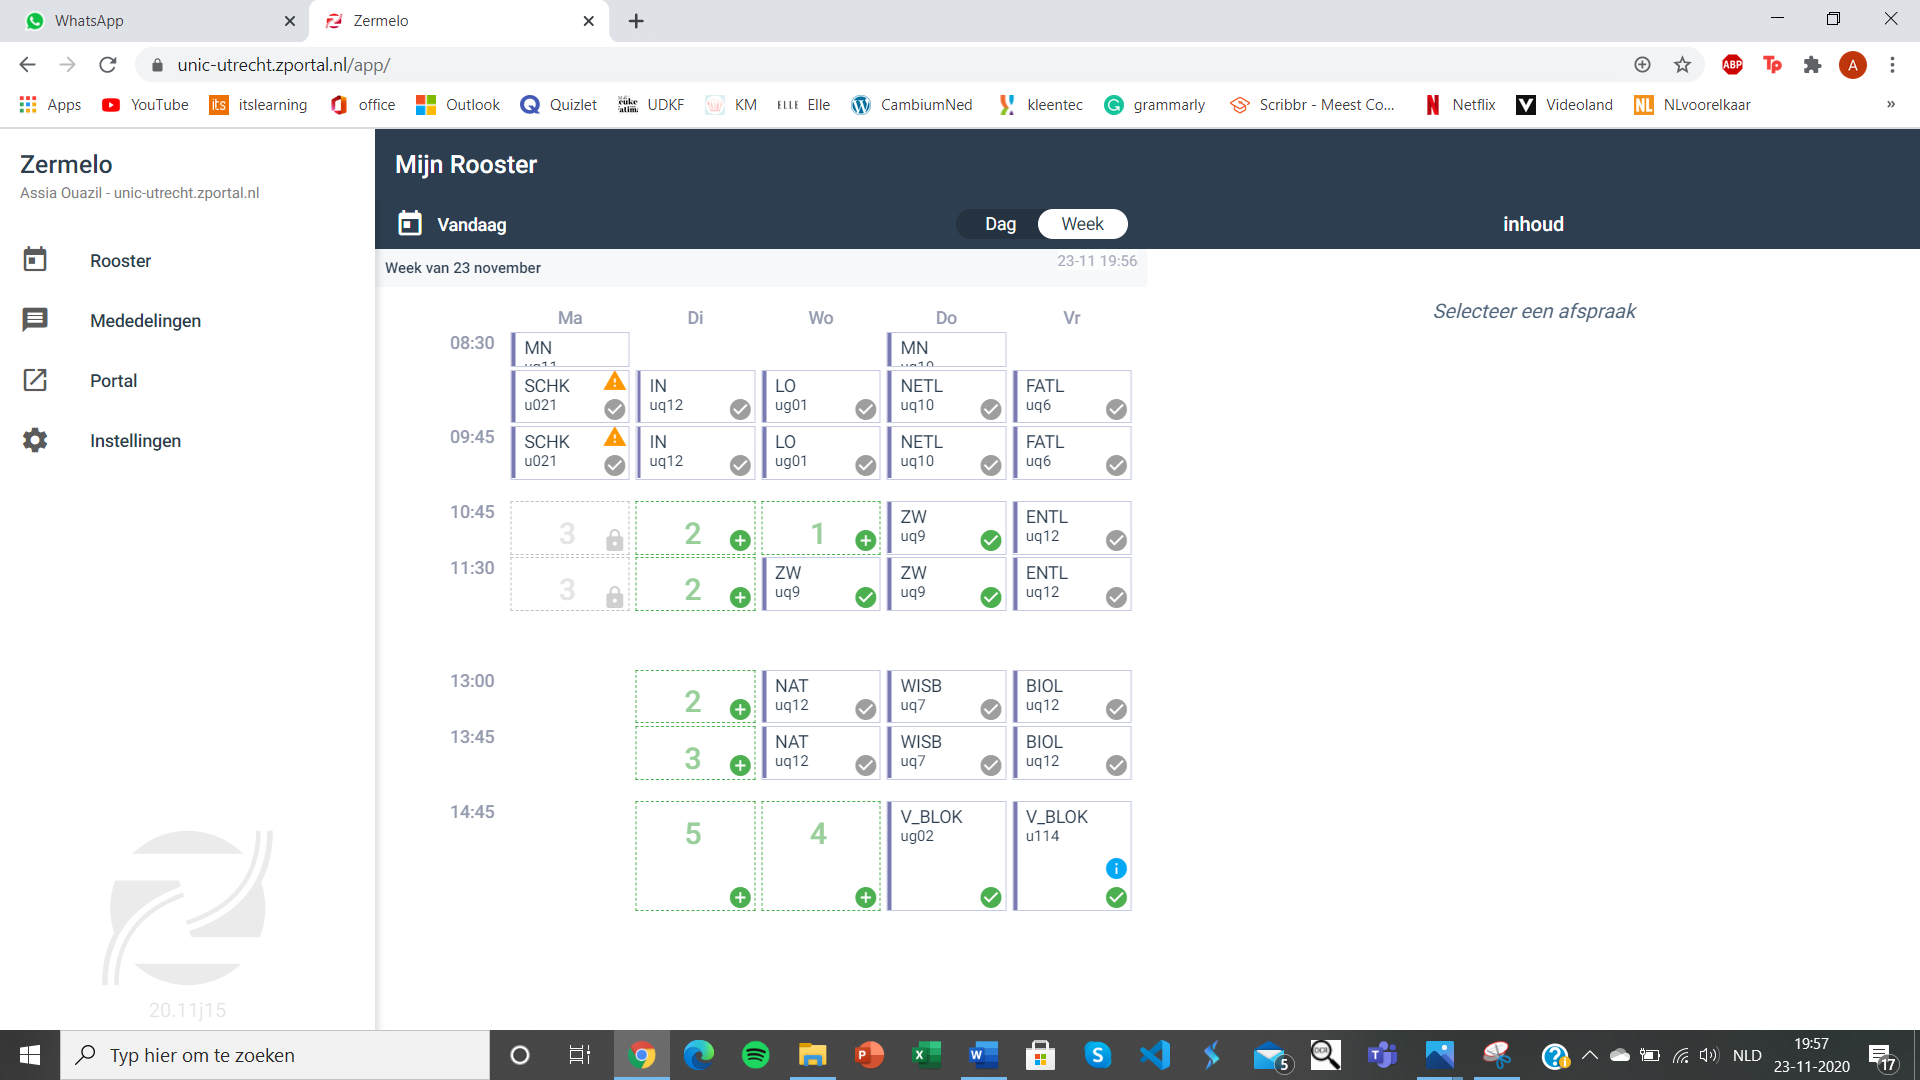 WhatsApp
Zermelo
unic-utrecht.zportal.nl/app/
ABP
Tp
A
Apps
YouTube
its itslearning
office
Outlook
Quizlet
UDKF
KM
ELLE Elle
CambiumNed
kleentec
grammarly
Scribbr - Meest Co...
Netflix
Videoland
NL NLvoorelkaar
»
Zermelo
Assia Ouazil - unic-utrecht.zportal.nl
Rooster
Mededelingen
Portal
Instellingen
20.11j15
Mijn Rooster
Vandaag
Dag Week
inhoud
Week van 23 november
23-11 19:56
Selecteer een afspraak
Ma Di Wo Do Vr
08:30
MN MN
SCHK IN LO NETL FATL
u021 uq12 ug01 uq10 uq6
09:45
SCHK IN LO NETL FATL
u021 uq12 ug01 uq10 uq6
10:45
3 2 1 ZW ENTL
uq9 uq12
11:30
3 2 ZW ZW ENTL
uq9 uq9 uq12
13:00
2 NAT WISB BIOL
uq12 uq7 uq12
13:45
3 NAT WISB BIOL
uq12 uq7 uq12
14:45
5 4 V_BLOK V_BLOK
ug02 u114
Typ hier om te zoeken
5
NLD
19:57
23-11-2020
17